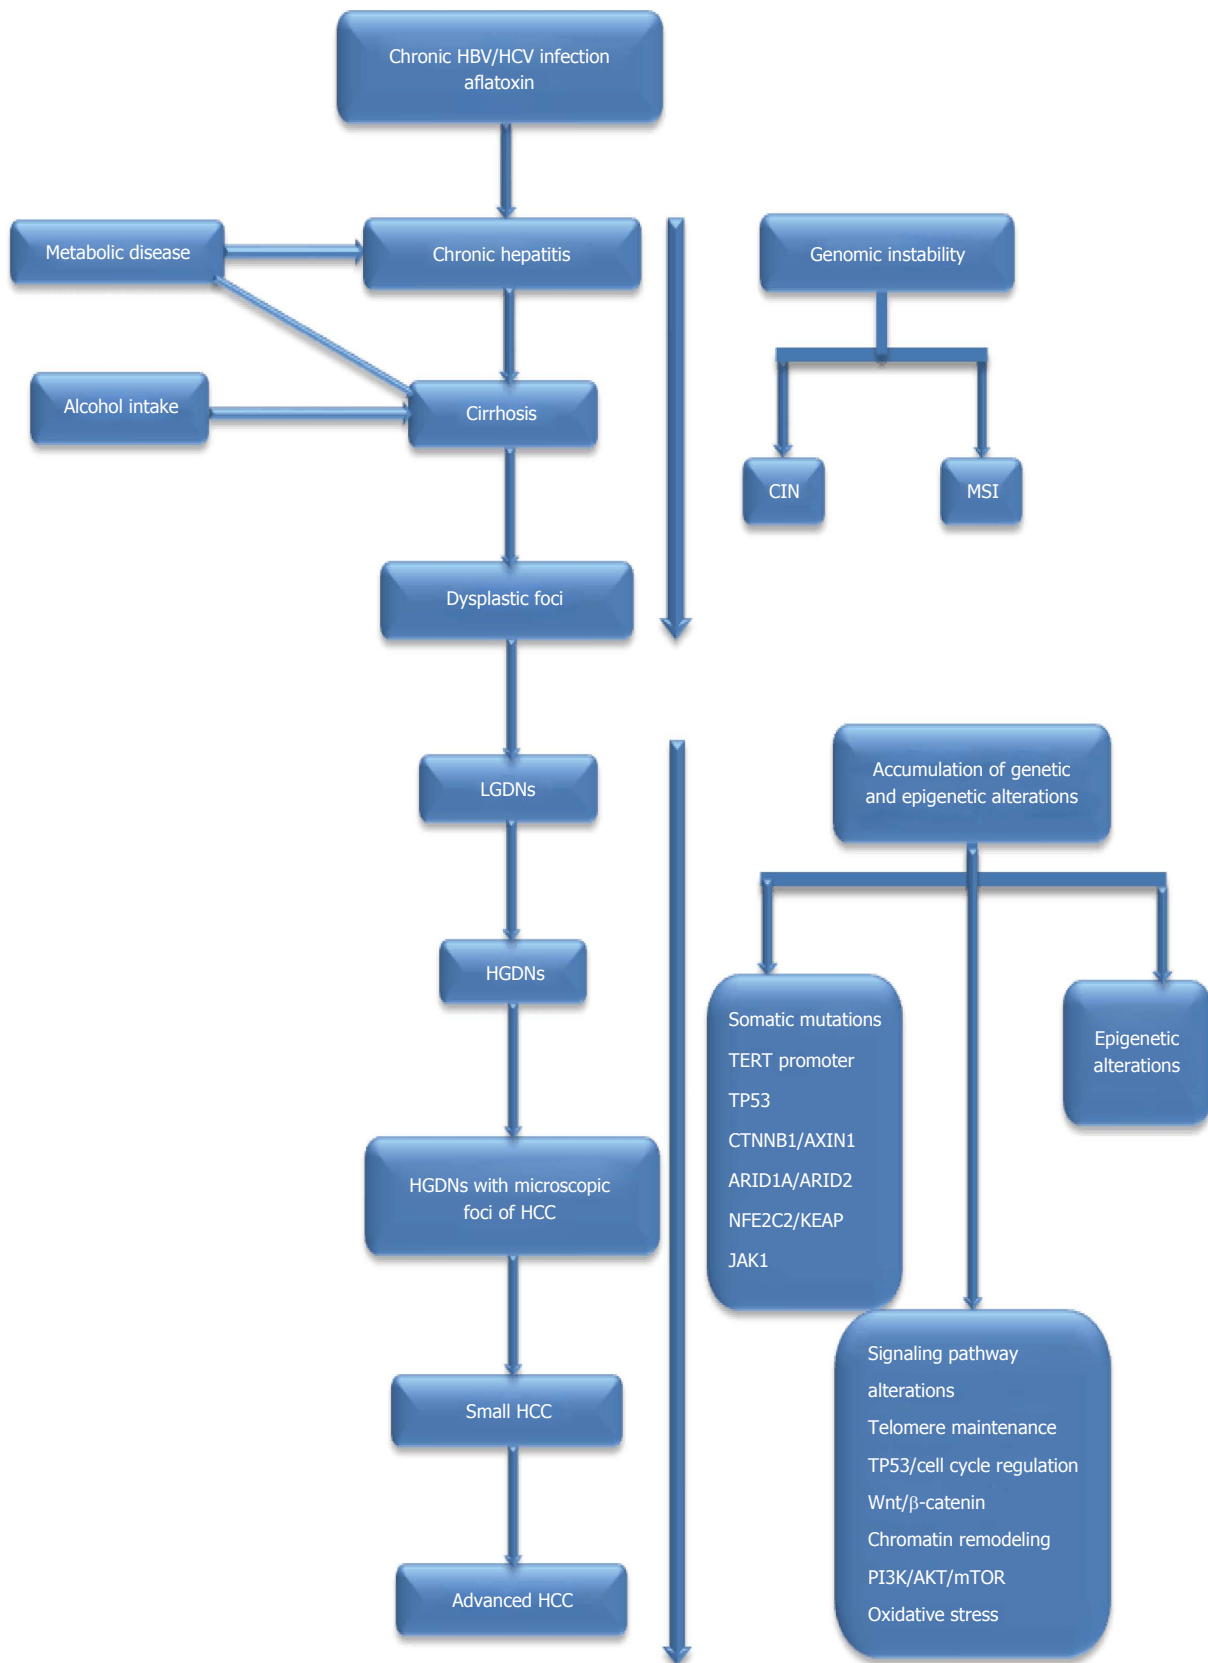 Chronic HBV/HCV infection
aflatoxin
Metabolic disease
Chronic hepatitis
Genomic instability
Alcohol intake
Cirrhosis
CIN
MSI
Dysplastic foci
LGDNs
Accumulation of genetic
and epigenetic alterations
HGDNs
Somatic mutations
TERT promoter
TP53
CTNNB1/AXIN1
ARID1A/ARID2
NFE2C2/KEAP
JAK1
Epigenetic
alterations
HGDNs with microscopic
foci of HCC
Small HCC
Signaling pathway
alterations
Telomere maintenance
TP53/cell cycle regulation
Wnt/β-catenin
Chromatin remodeling
PI3K/AKT/mTOR
Oxidative stress
Advanced HCC